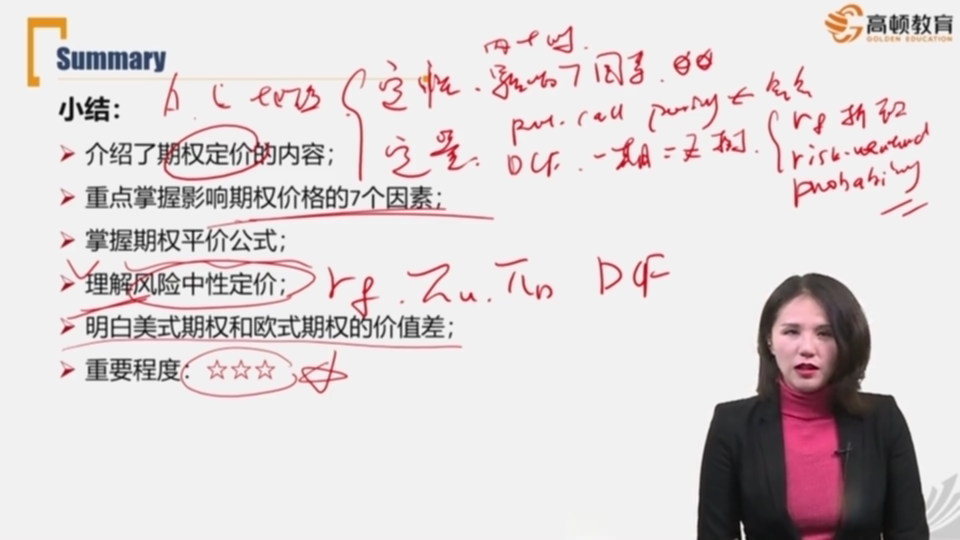 高顿教育
GOLDEN EDUCATION
Summary
小结：
介绍了期权定价的内容；
重点掌握影响期权价格的7个因素；
掌握期权平价公式；
理解风险中性定价；
明白美式期权和欧式期权的价值差；
重要程度：☆☆☆
定性. 影响7因素.
定量.
put-call parity
DCF. 一期二叉树.
rf 折现
risk-neutral
probability
rf. πu. πD DCF